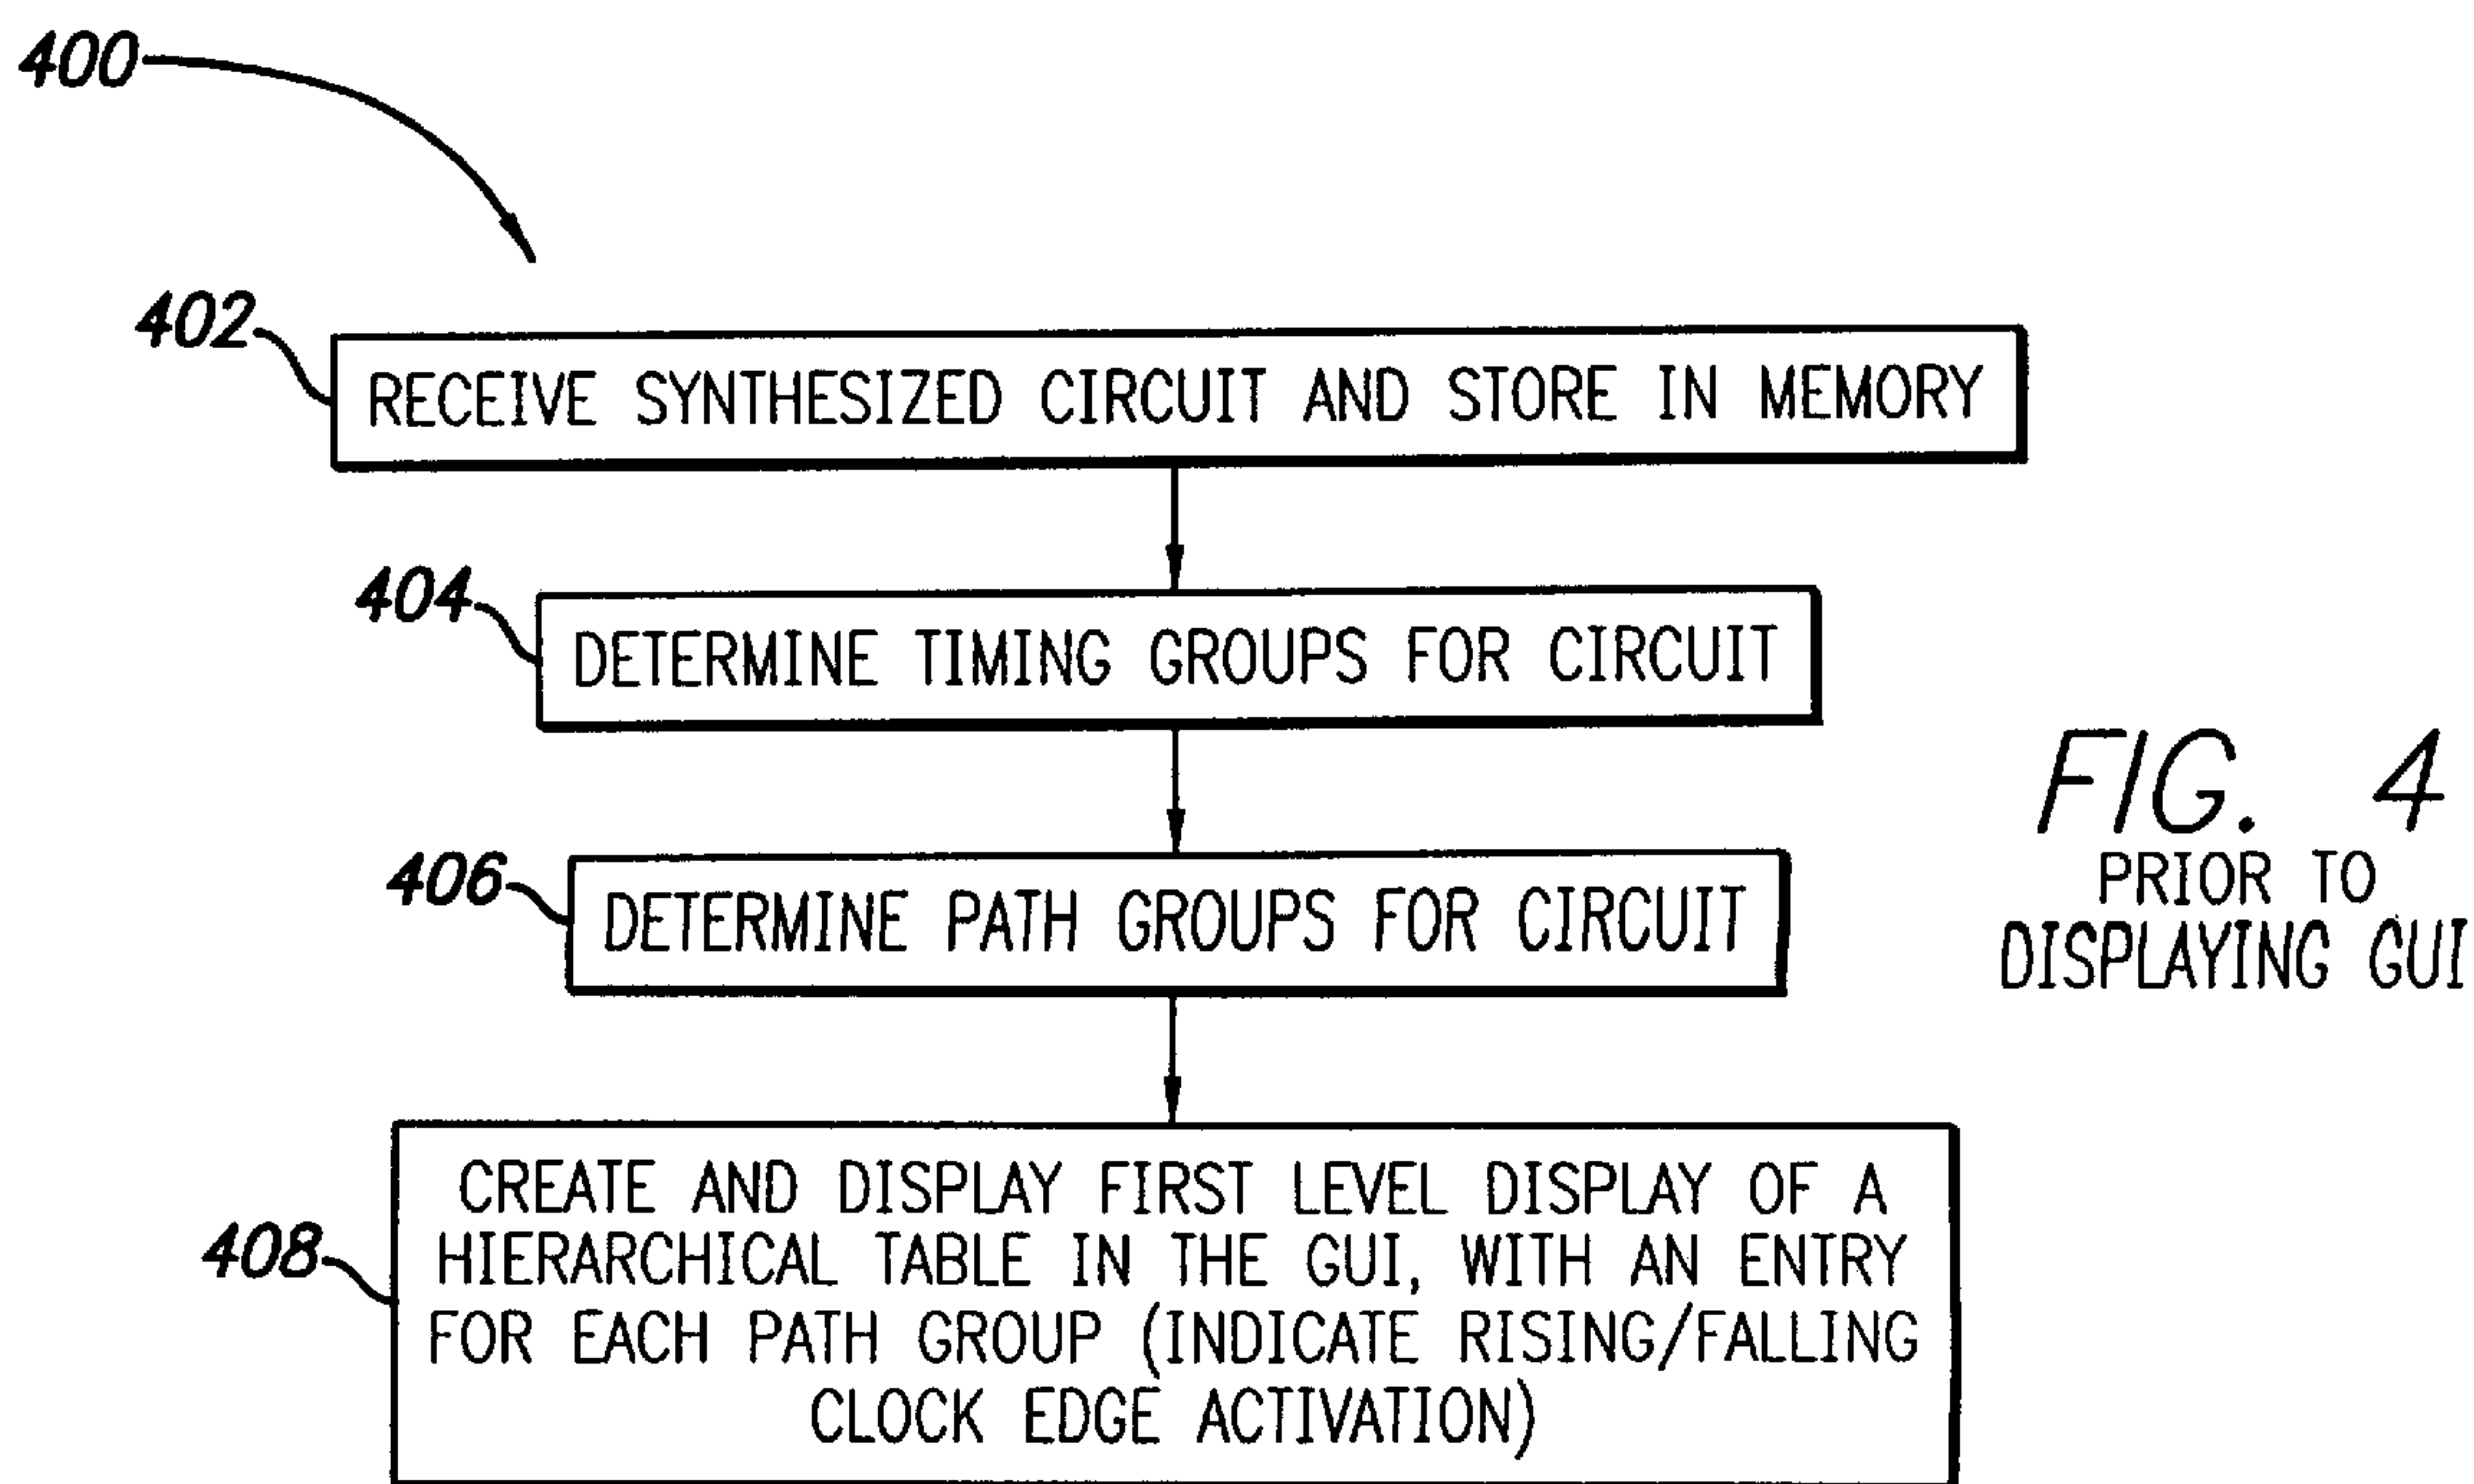 400
402
RECEIVE SYNTHESIZED CIRCUIT AND STORE IN MEMORY
404
DETERMINE TIMING GROUPS FOR CIRCUIT
406
DETERMINE PATH GROUPS FOR CIRCUIT
408
CREATE AND DISPLAY FIRST LEVEL DISPLAY OF A
HIERARCHICAL TABLE IN THE GUI, WITH AN ENTRY
FOR EACH PATH GROUP (INDICATE RISING/FALLING
CLOCK EDGE ACTIVATION)
FIG. 4
PRIOR TO
DISPLAYING GUI